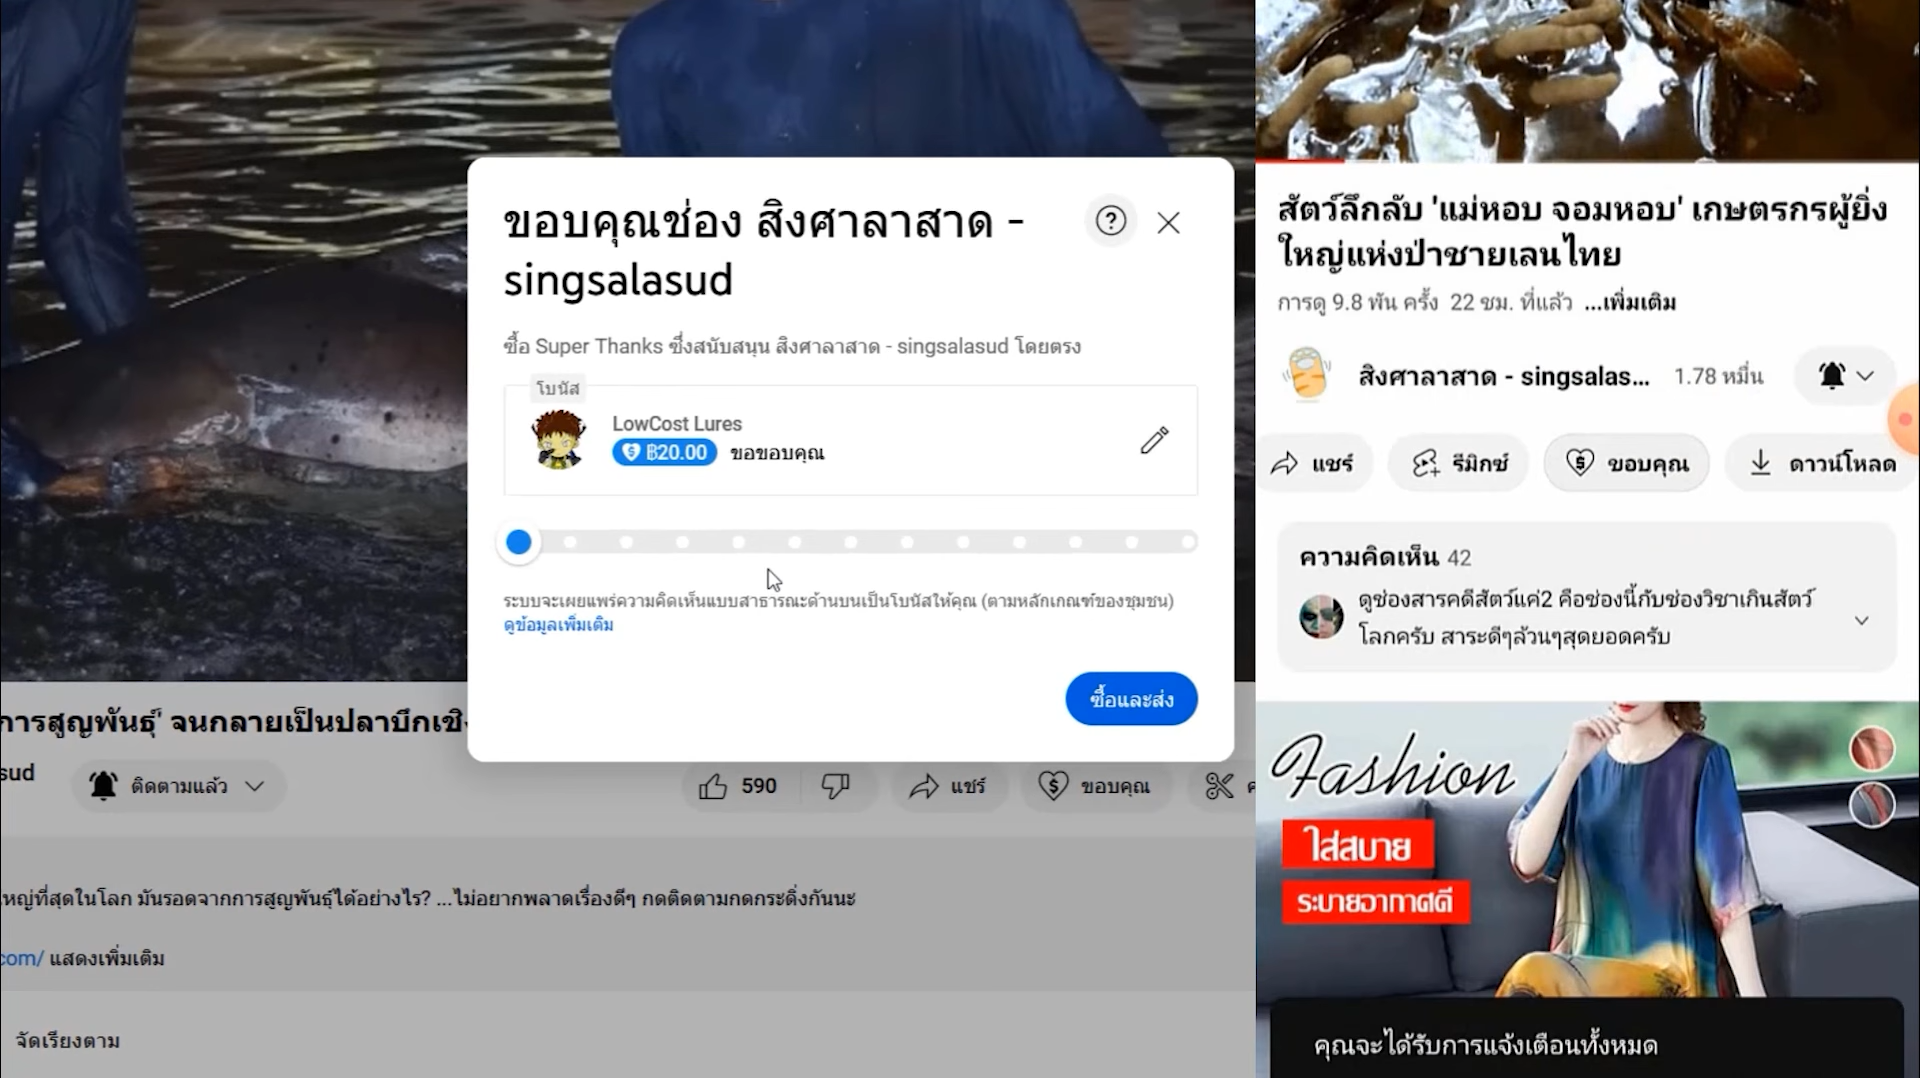 ขอบคุณช่อง สิงศาลาสาด -
singsalasud
ซื้อ Super Thanks ซึ่งสนับสนุน สิงศาลาสาด - singsalasud โดยตรง
โบนัส
LowCost Lures
฿20.00 ขอขอบคุณ
ระบบจะเผยแพร่ความคิดเห็นแบบสาธารณะด้านบนเป็นโบนัสให้คุณ (ตามหลักเกณฑ์ของชุมชน)
ดูข้อมูลเพิ่มเติม
ซื้อและส่ง
การสูญพันธุ์' จนกลายเป็นปลาบึกเชิง
sud
ติดตามแล้ว
590
แชร์
ขอบคุณ
หญ่ที่สุดในโลก มันรอดจากการสูญพันธุ์ได้อย่างไร? ...ไม่อยากพลาดเรื่องดีๆ กดติดตามกดกระดิ่งกันนะ
com/ แสดงเพิ่มเติม
จัดเรียงตาม
สัตว์ลึกลับ 'แม่หอบ จอมหอบ' เกษตรกรผู้ยิ่ง
ใหญ่แห่งป่าชายเลนไทย
การดู 9.8 พัน ครั้ง 22 ชม. ที่แล้ว ...เพิ่มเติม
สิงศาลาสาด - singsalas... 1.78 หมื่น
แชร์
รีมิกซ์
ขอบคุณ
ดาวน์โหลด
ความคิดเห็น 42
ดูช่องสารคดีสัตว์แค่2 คือช่องนี้กับช่องวิชาเกินสัตว์
โลกครับ สาระดีๆล้วนๆสุดยอดครับ
Fashion
ใส่สบาย
ระบายอากาศดี
คุณจะได้รับการแจ้งเตือนทั้งหมด